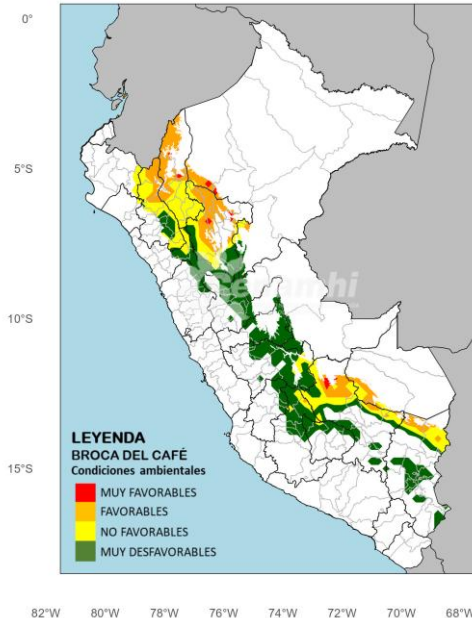 0°
5°S
10°S
15°S
senamhi
LEYENDA
BROCA DEL CAFÉ
Condiciones ambientales
MUY FAVORABLES
FAVORABLES
NO FAVORABLES
MUY DESFAVORABLES
82°W 80°W 78°W 76°W 74°W 72°W 70°W 68°W